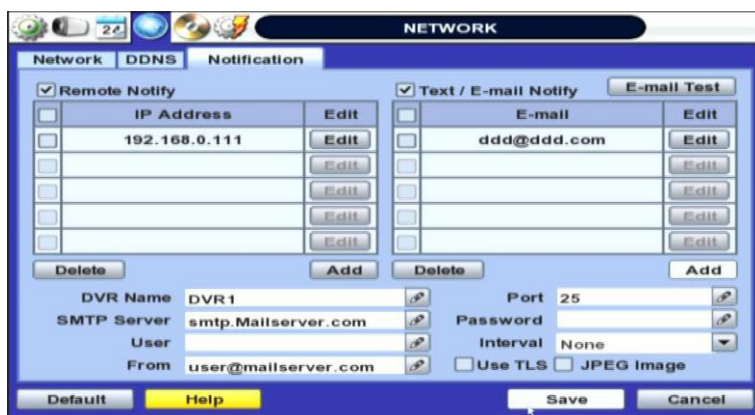 24
NETWORK
Network DDNS Notification
Remote Notify Text / E-mail Notify E-mail Test
IP Address Edit E-mail Edit
192.168.0.111 Edit ddd@ddd.com Edit
Edit Edit
Edit Edit
Edit Edit
Edit Edit
Delete Add Delete Add
DVR Name DVR1 Port 25
SMTP Server smtp.Mailserver.com Password
User Interval None
From user@mailserver.com Use TLS JPEG Image
Default Help Save Cancel